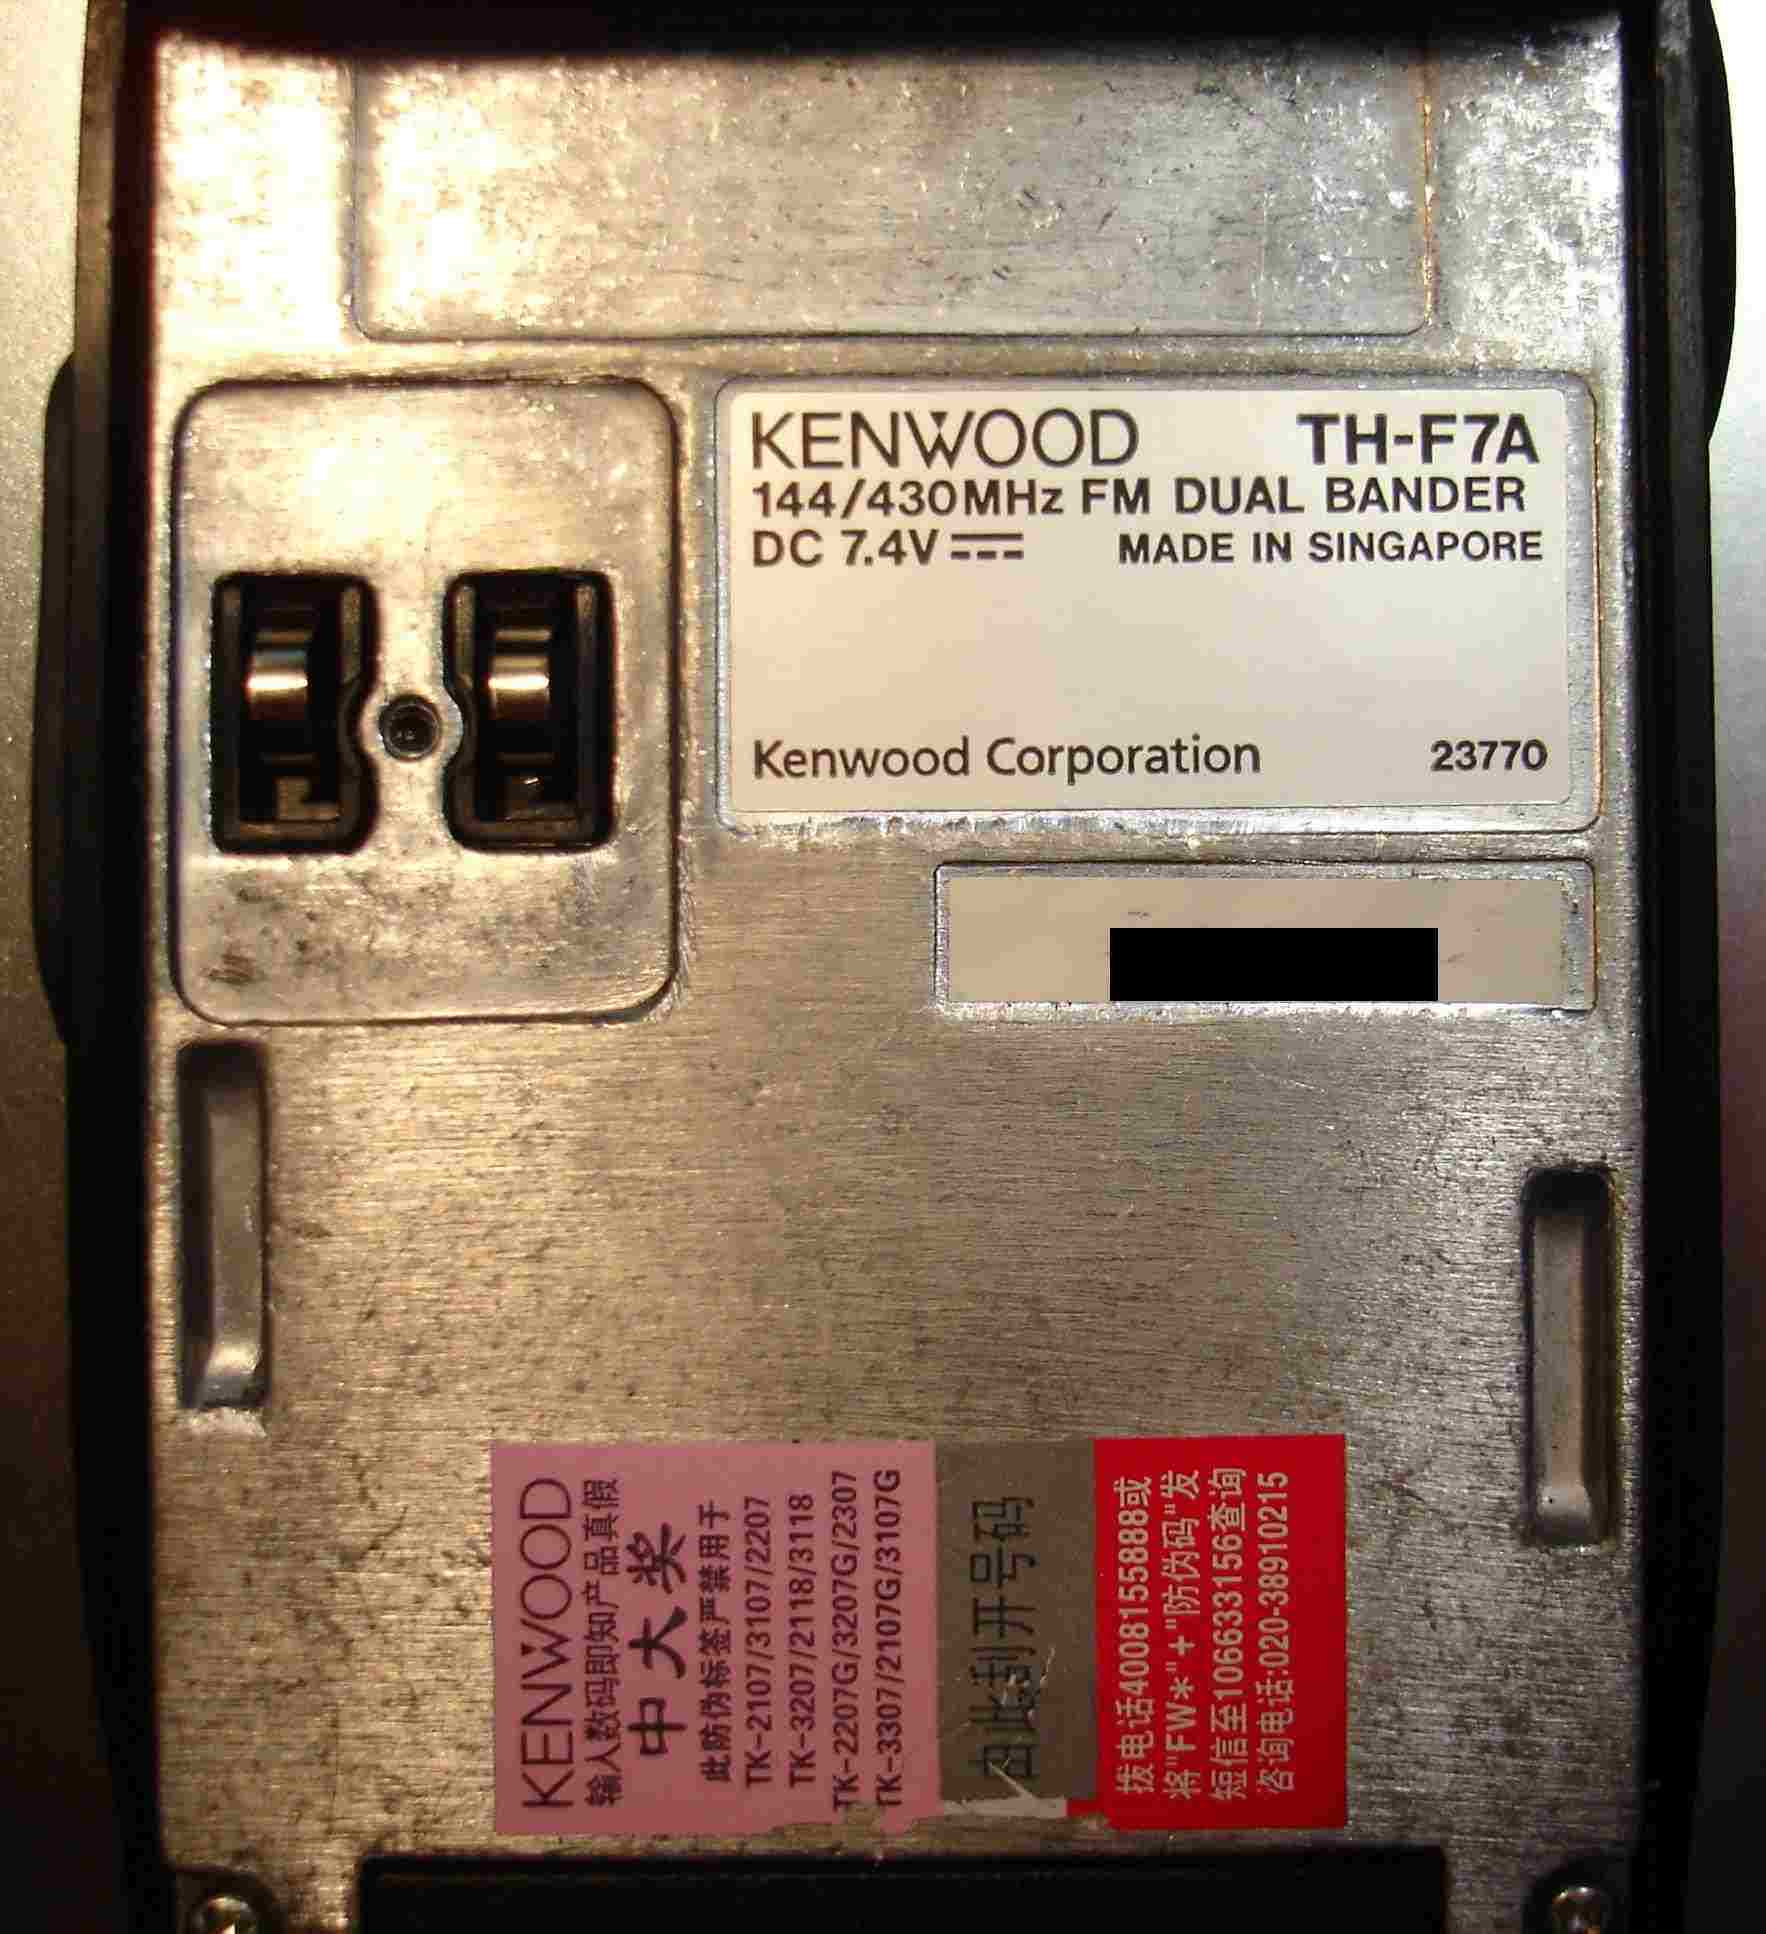 KENWOOD TH-F7A
144/430MHz FM DUAL BANDER
DC 7.4V MADE IN SINGAPORE
Kenwood Corporation 23770
KENWOOD
输入数码即知产品真假
中大奖
此防伪标签严禁用于
TK-2107/3107/2207
TK-3207/2118/3118
TK-2207G/3207G/2307
TK-3307/2107G/3107G
由此刮开号码
拨电话4008155888或
将"FW*"+"防伪码"发
短信至1066333156查询
咨询电话:020-38910215